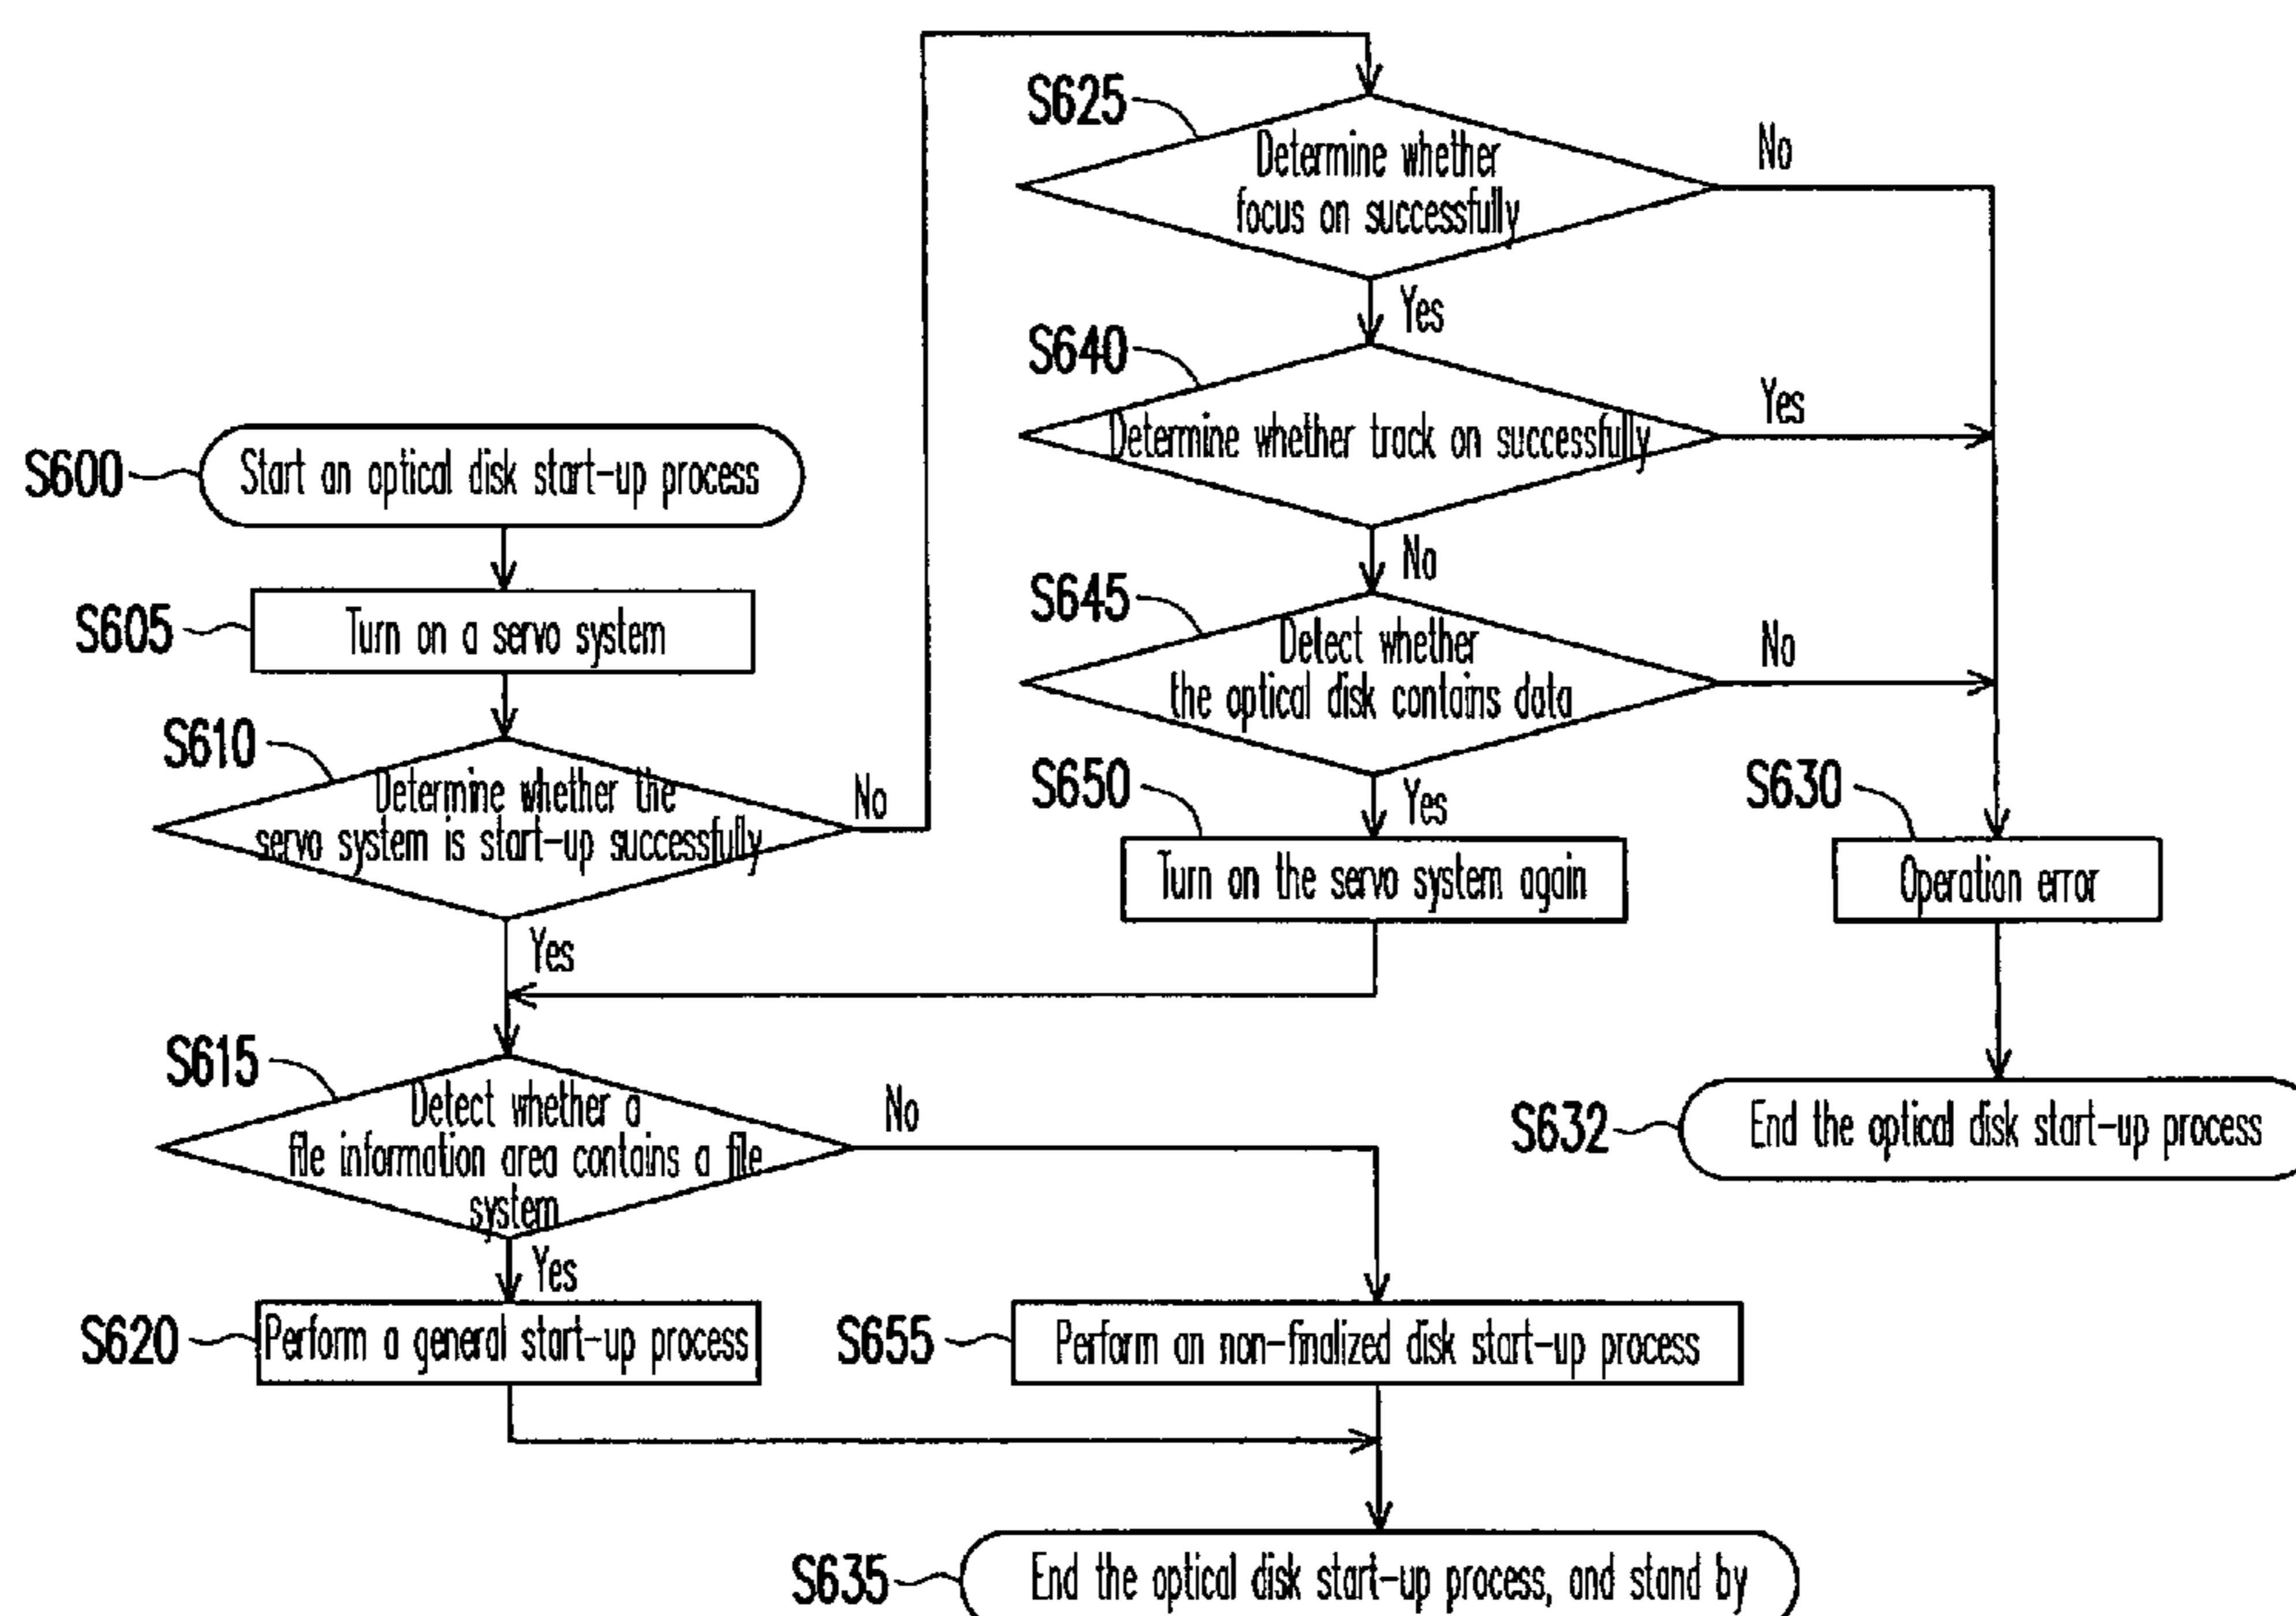 S600
Start an optical disk start-up process
S605
Turn on a servo system
S610
Determine whether the
servo system is start-up successfully
No
Yes
S615
Detect whether a
file information area contains a file
system
No
Yes
S620
Perform a general start-up process
S625
Determine whether
focus on successfully
No
Yes
S640
Determine whether track on successfully
Yes
No
S645
Detect whether
the optical disk contains data
No
Yes
S650
Turn on the servo system again
S630
Operation error
S632
End the optical disk start-up process
S655
Perform an non-finalized disk start-up process
S635
End the optical disk start-up process, and stand by